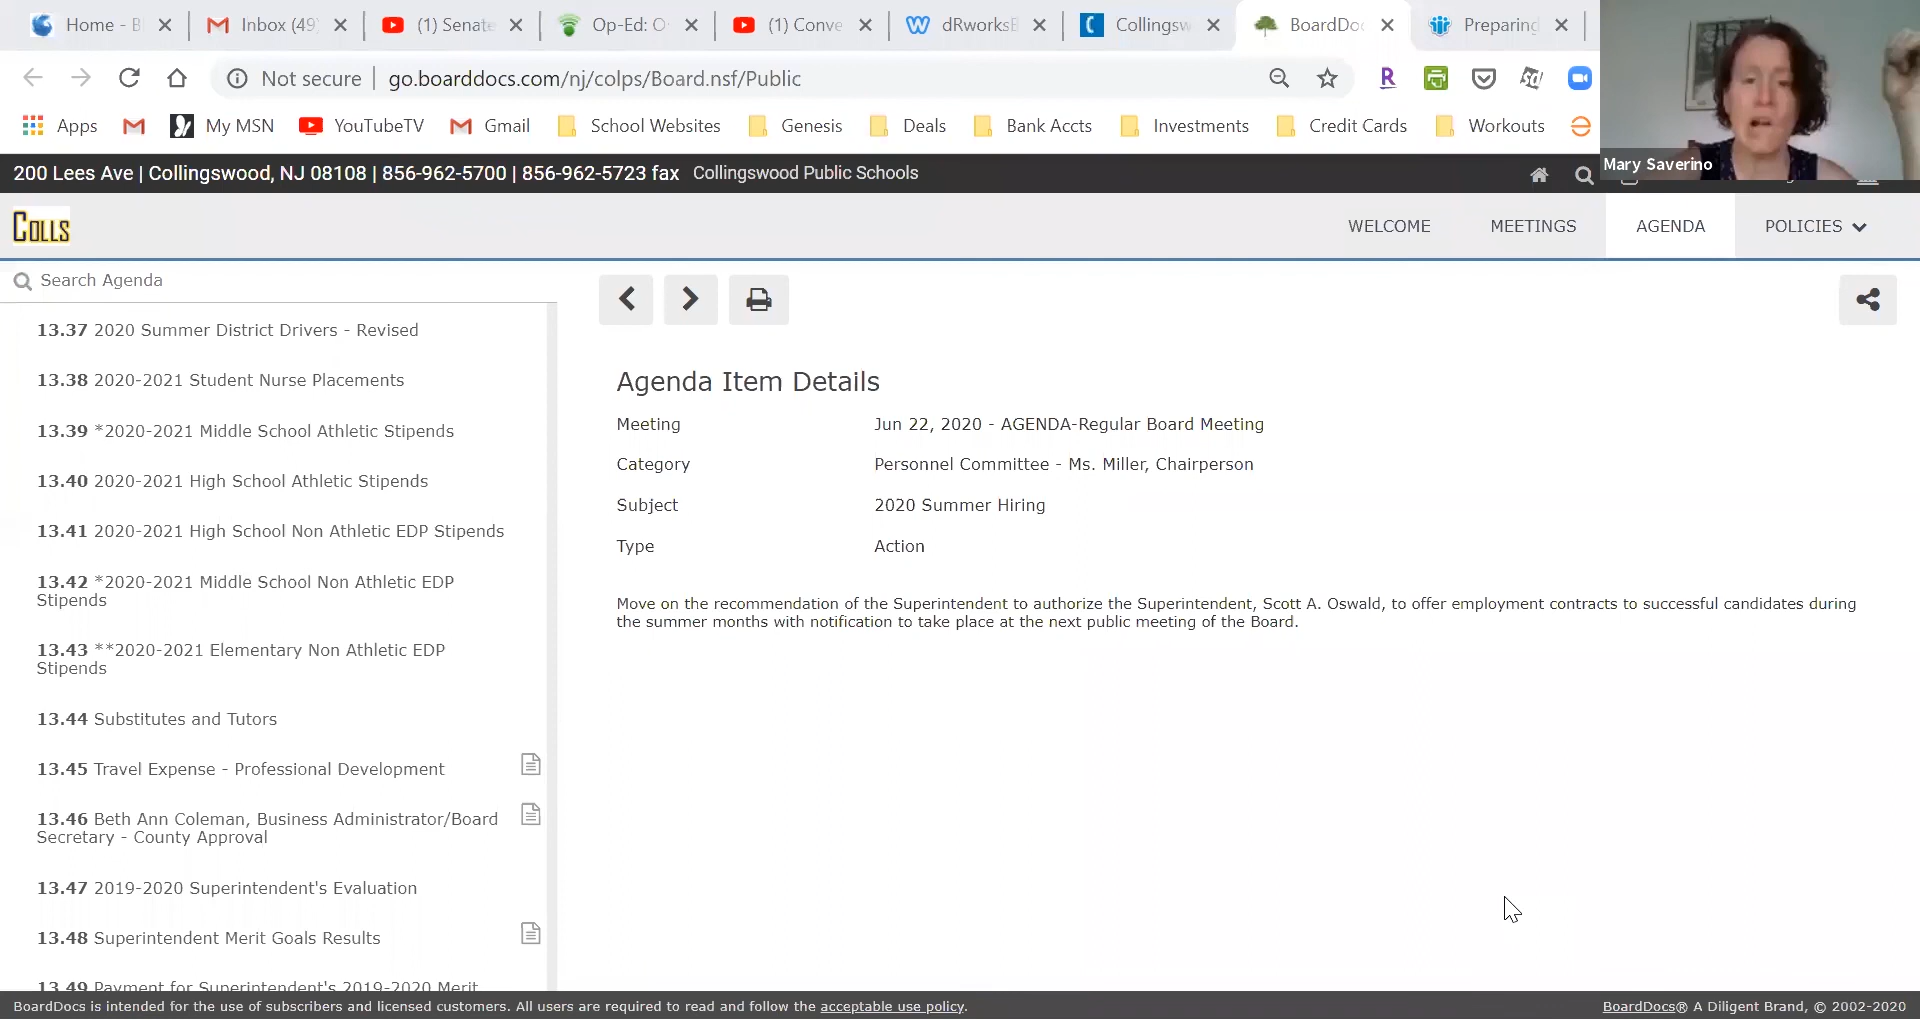 Home - B
Inbox (49
(1) Senate
Op-Ed: O
(1) Conve
dRworksB
Collingsw
BoardDoc
Preparing
Not secure
go.boarddocs.com/nj/colps/Board.nsf/Public
Apps
My MSN
YouTubeTV
Gmail
School Websites
Genesis
Deals
Bank Accts
Investments
Credit Cards
Workouts
Mary Saverino
200 Lees Ave | Collingswood, NJ 08108 | 856-962-5700 | 856-962-5723 fax Collingswood Public Schools
COLLS
WELCOME
MEETINGS
AGENDA
POLICIES
Search Agenda
13.37 2020 Summer District Drivers - Revised
13.38 2020-2021 Student Nurse Placements
13.39 *2020-2021 Middle School Athletic Stipends
13.40 2020-2021 High School Athletic Stipends
13.41 2020-2021 High School Non Athletic EDP Stipends
13.42 *2020-2021 Middle School Non Athletic EDP
Stipends
13.43 **2020-2021 Elementary Non Athletic EDP
Stipends
13.44 Substitutes and Tutors
13.45 Travel Expense - Professional Development
13.46 Beth Ann Coleman, Business Administrator/Board
Secretary - County Approval
13.47 2019-2020 Superintendent's Evaluation
13.48 Superintendent Merit Goals Results
13.49 Payment for Superintendent's 2019-2020 Merit
Agenda Item Details
Meeting Jun 22, 2020 - AGENDA-Regular Board Meeting
Category Personnel Committee - Ms. Miller, Chairperson
Subject 2020 Summer Hiring
Type Action
Move on the recommendation of the Superintendent to authorize the Superintendent, Scott A. Oswald, to offer employment contracts to successful candidates during
the summer months with notification to take place at the next public meeting of the Board.
BoardDocs is intended for the use of subscribers and licensed customers. All users are required to read and follow the acceptable use policy.
BoardDocs® A Diligent Brand, © 2002-2020